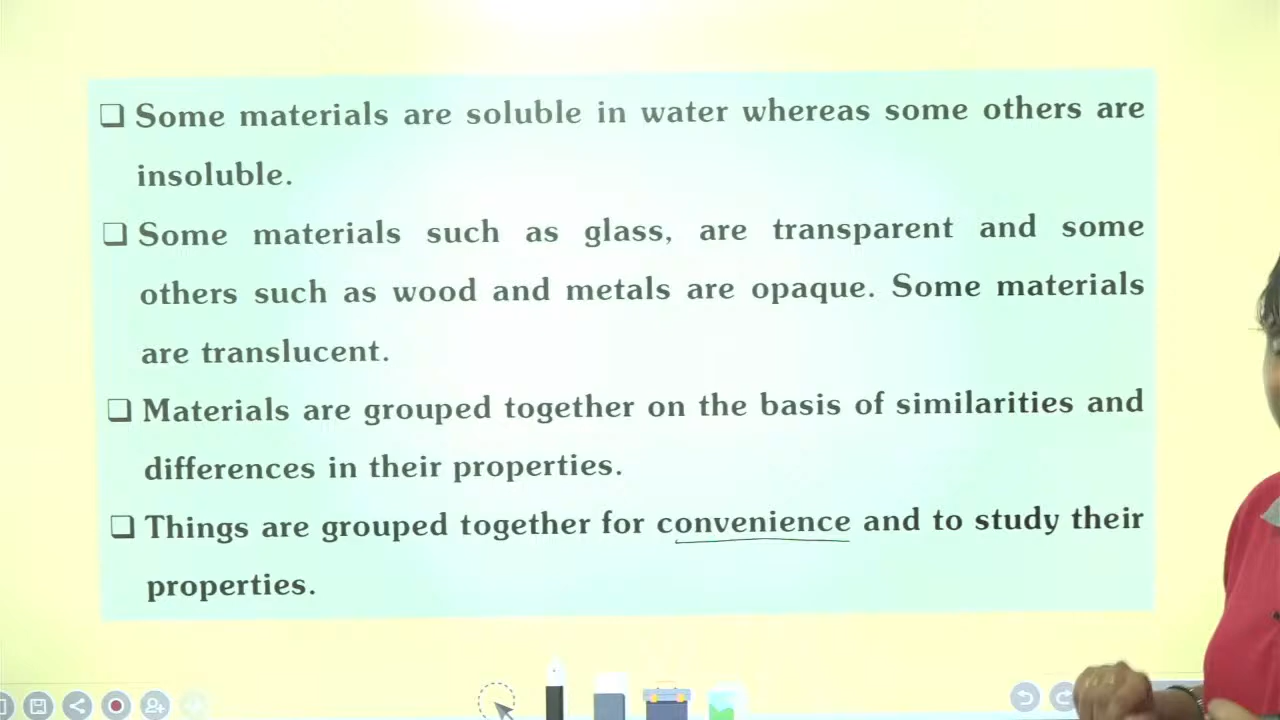 ❑ Some materials are soluble in water whereas some others are
insoluble.
❑ Some materials such as glass, are transparent and some
others such as wood and metals are opaque. Some materials
are translucent.
❑ Materials are grouped together on the basis of similarities and
differences in their properties.
❑ Things are grouped together for convenience and to study their
properties.